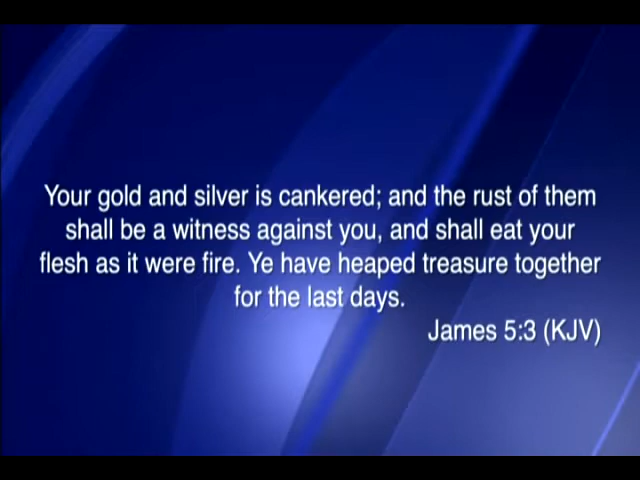 Your gold and silver is cankered; and the rust of them
shall be a witness against you, and shall eat your
flesh as it were fire. Ye have heaped treasure together
for the last days.
James 5:3 (KJV)